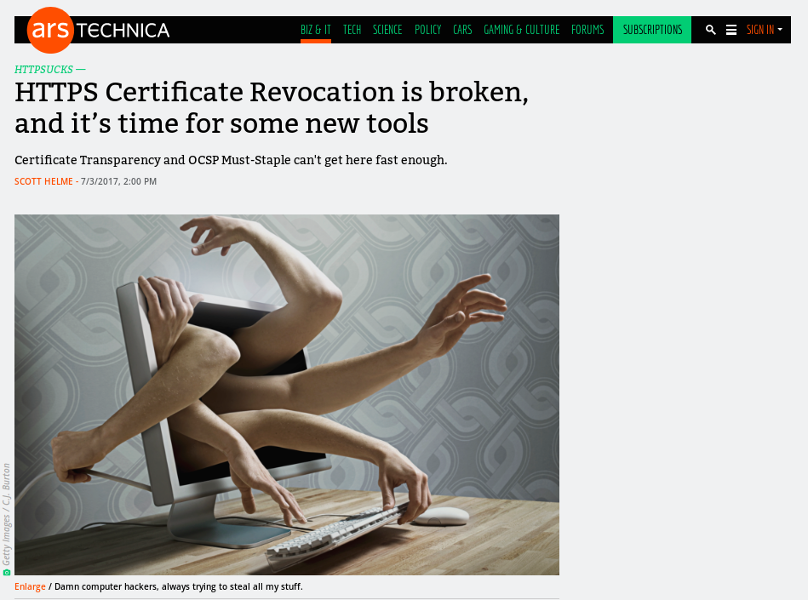 ars TECHNICA
BIZ & IT TECH SCIENCE POLICY CARS GAMING & CULTURE FORUMS SUBSCRIPTIONS SIGN IN
HTTPSUCKS —
HTTPS Certificate Revocation is broken,
and it’s time for some new tools
Certificate Transparency and OCSP Must-Staple can't get here fast enough.
SCOTT HELME - 7/3/2017, 2:00 PM
Getty Images / C.J. Burton
Enlarge / Damn computer hackers, always trying to steal all my stuff.